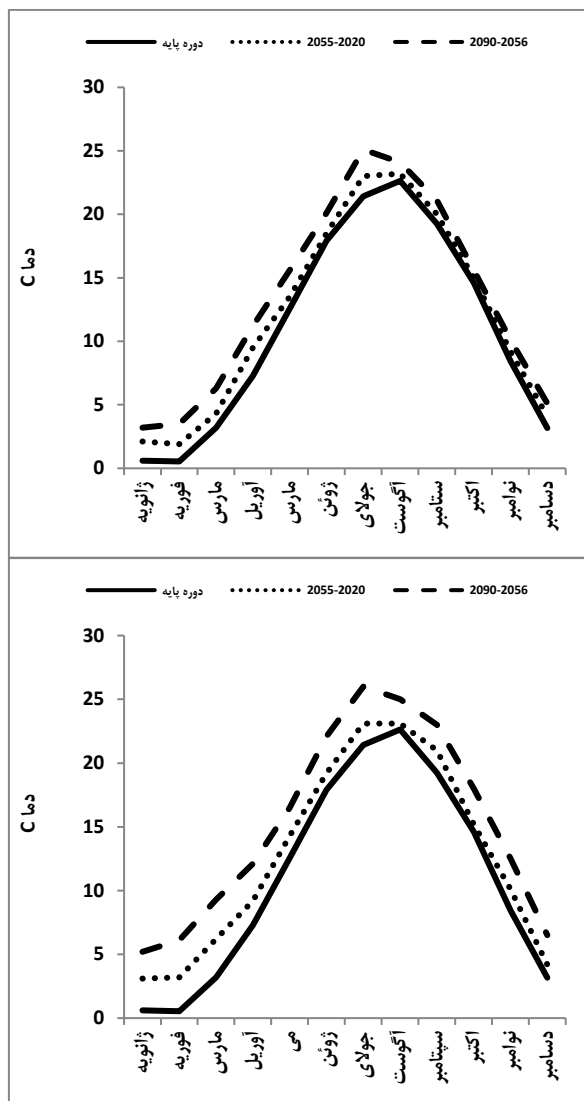 دوره پایه 2055-2020 2090-2056
30
25
20
15
10
5
0
دما C
ژانویه
فوریه
مارس
آوریل
مارس
ژوئن
جولای
آگوست
ستامبر
اکتبر
نوامبر
دسامبر
دوره پایه 2055-2020 2090-2056
30
25
20
15
10
5
0
دما C
ژانویه
فوریه
مارس
آوریل
می
ژوئن
جولای
آگوست
سپتامبر
اکتبر
نوامبر
دسامبر